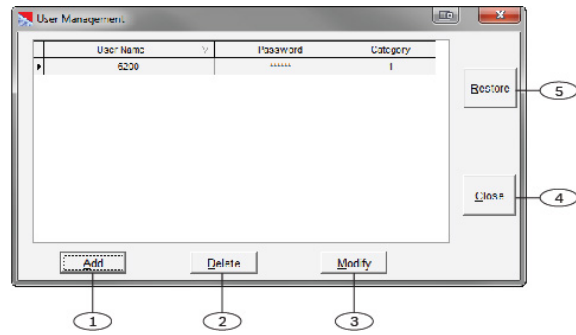 User Management
User Name Password Category
6200 ****** 1
Restore
5
Close
4
Add Delete Modify
1 2 3